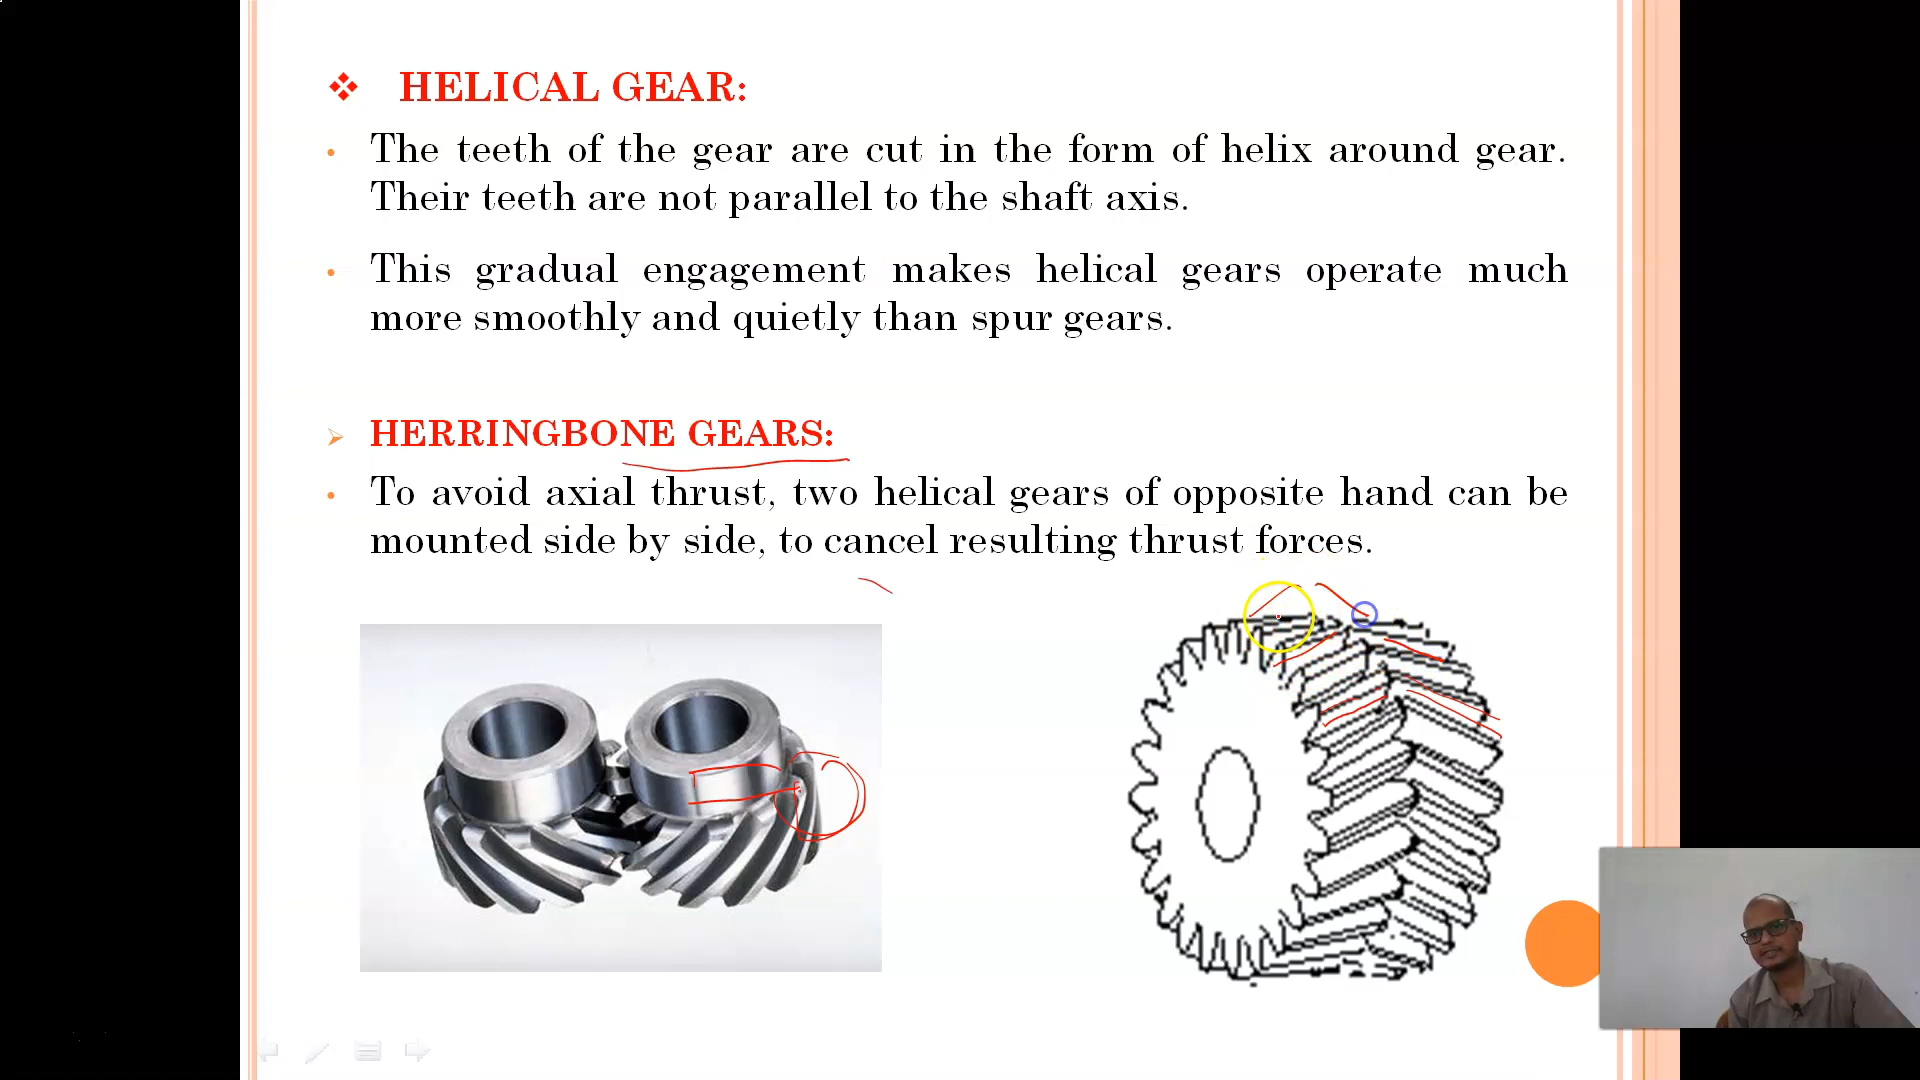 HELICAL GEAR:
The teeth of the gear are cut in the form of helix around gear.
Their teeth are not parallel to the shaft axis.
This gradual engagement makes helical gears operate much
more smoothly and quietly than spur gears.
HERRINGBONE GEARS:
To avoid axial thrust, two helical gears of opposite hand can be
mounted side by side, to cancel resulting thrust forces.